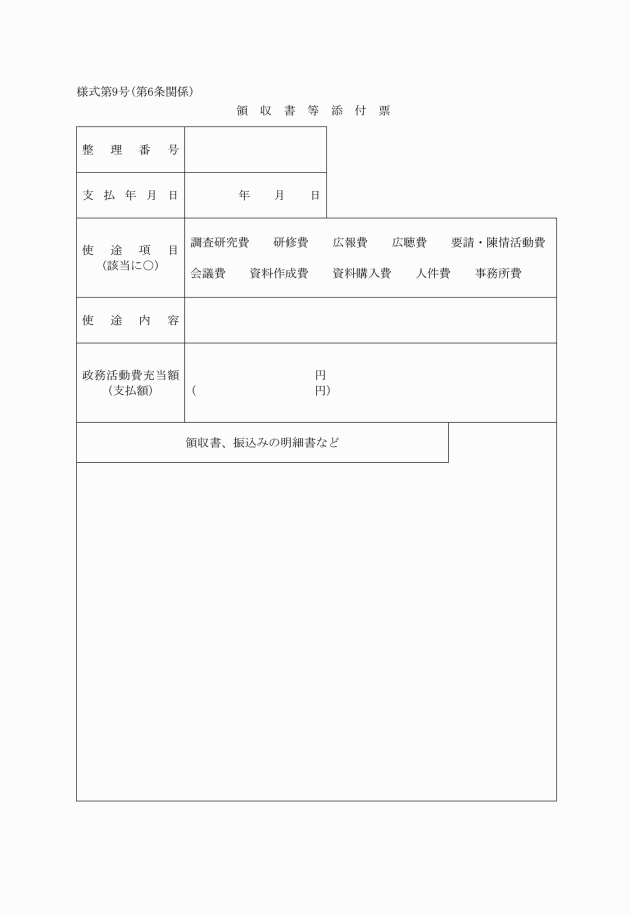 様式第9号(第6条関係)
領 収 書 等 添 付 票
整 理 番 号
支 払 年 月 日 年 月 日
使 途 項 目
(該当に○)
調査研究費 研修費 広報費 広聴費 要請・陳情活動費
会議費 資料作成費 資料購入費 人件費 事務所費
使 途 内 容
政務活動費充当額
(支払額)
円
( 円)
領収書、振込みの明細書など